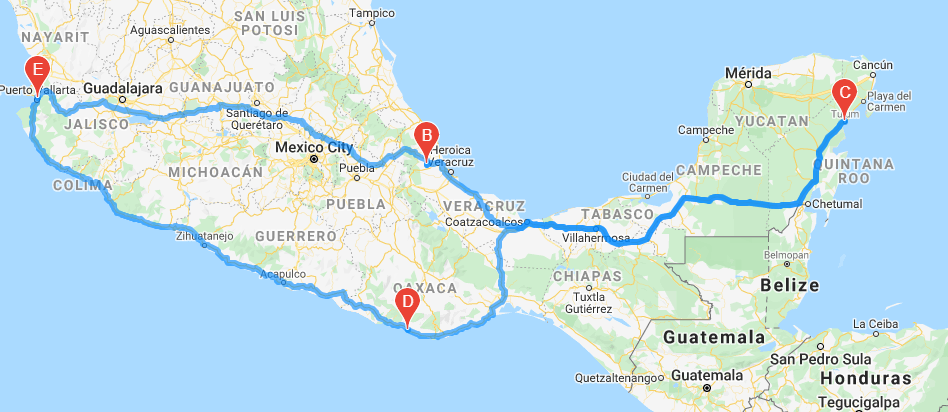 Tampico
SAN LUIS
POTOSI
NAYARIT
Aguascalientes
E
Puerto Vallarta
Guadalajara
GUANAJUATO
Santiago de
Querétaro
JALISCO
Mexico City
MICHOACÁN
Puebla
COLIMA
PUEBLA
B
Heroica
Veracruz
VERACRUZ
Coatzacoalcos
Zihuatanejo
GUERRERO
Acapulco
OAXACA
D
Cancún
Mérida
C
Playa del
Carmen
Tulum
YUCATAN
Campeche
QUINTANA
ROO
CAMPECHE
Ciudad del
Carmen
TABASCO
Villahermosa
Chetumal
Belmopan
Belize
CHIAPAS
Tuxtla
Gutiérrez
Guatemala
La Ceiba
San Pedro Sula
Quetzaltenango
Guatemala
Honduras
Tegucigalpa